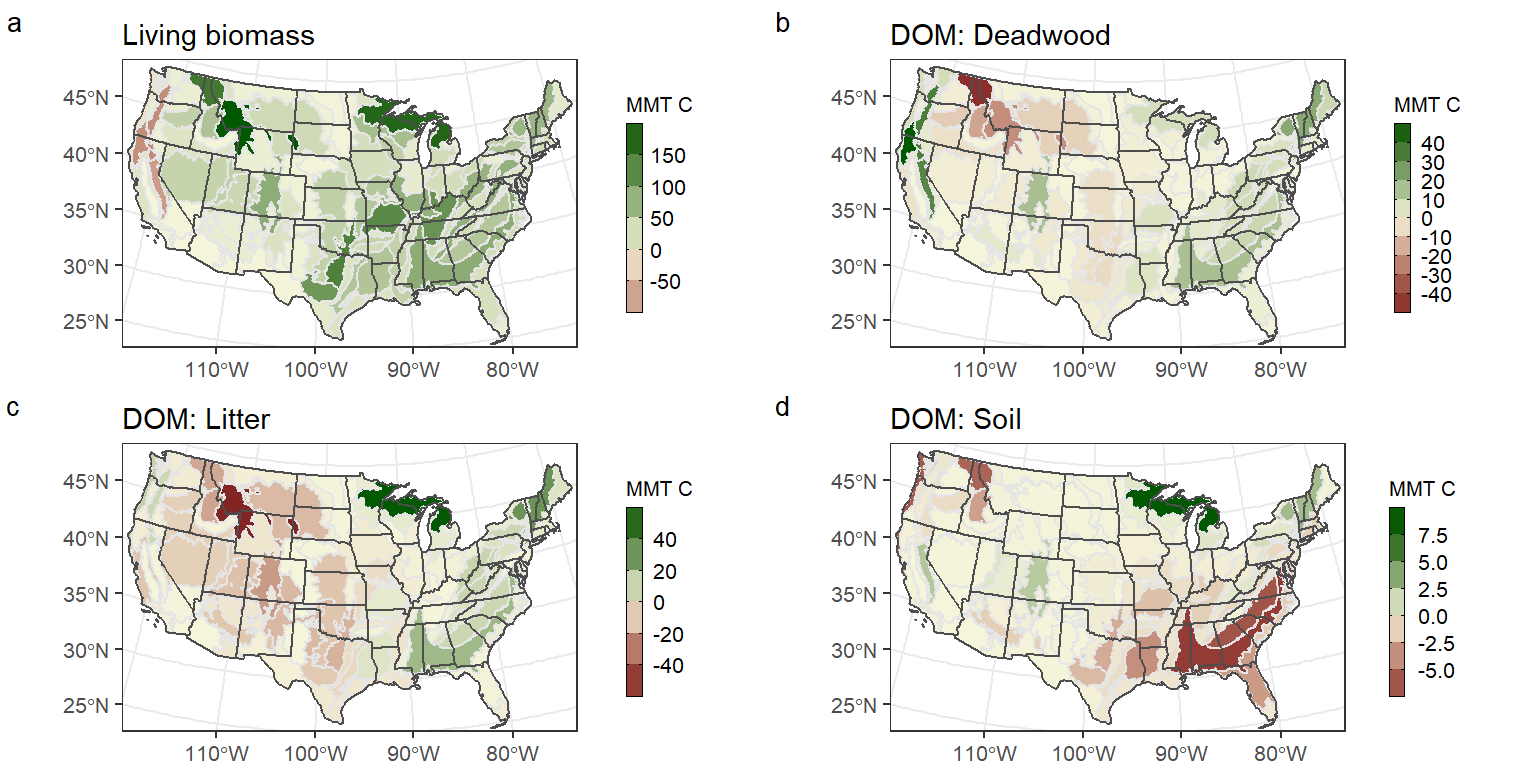 a
Living biomass
45°N
40°N
35°N
30°N
25°N
110°W 100°W 90°W 80°W
MMT C
150
100
50
0
-50
b
DOM: Deadwood
45°N
40°N
35°N
30°N
25°N
110°W 100°W 90°W 80°W
MMT C
40
30
20
10
0
-10
-20
-30
-40
c
DOM: Litter
45°N
40°N
35°N
30°N
25°N
110°W 100°W 90°W 80°W
MMT C
40
20
0
-20
-40
d
DOM: Soil
45°N
40°N
35°N
30°N
25°N
110°W 100°W 90°W 80°W
MMT C
7.5
5.0
2.5
0.0
-2.5
-5.0